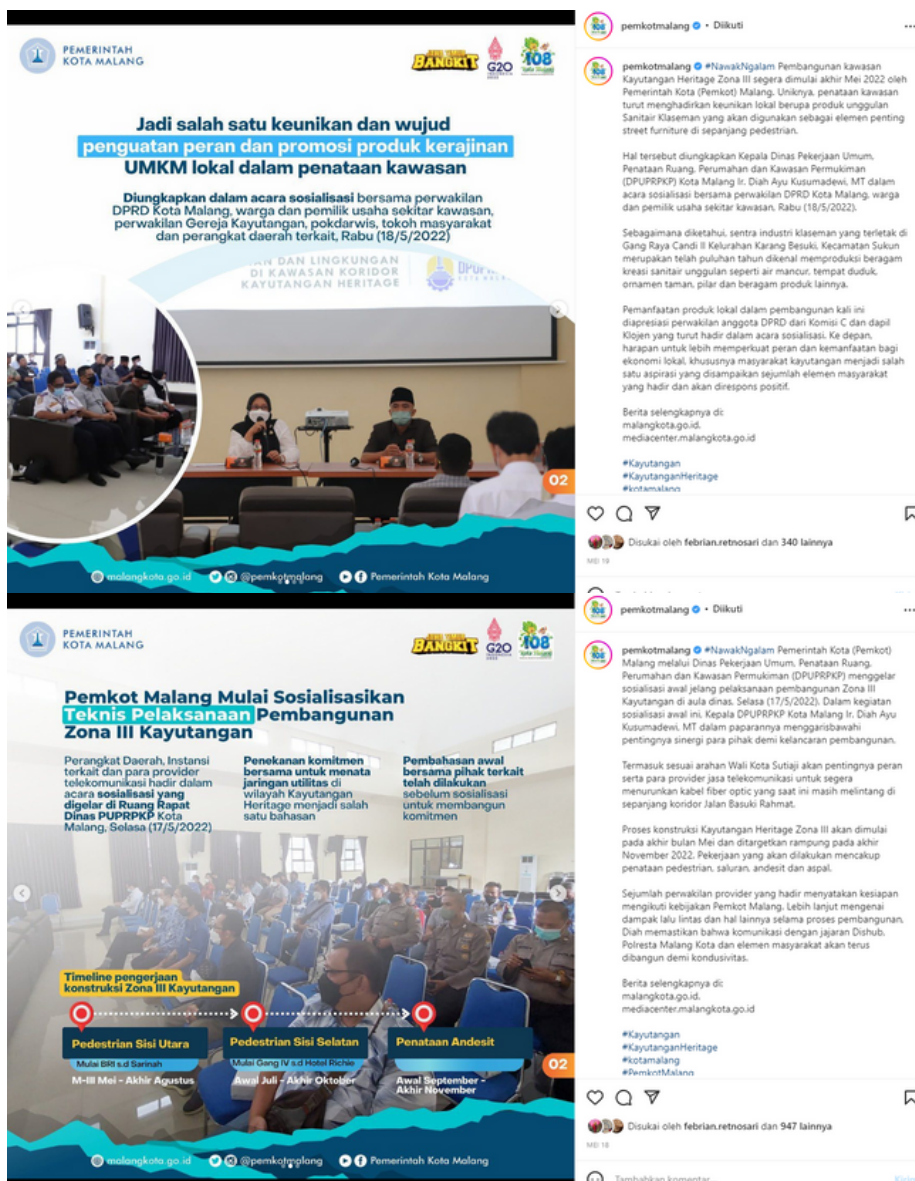 PEMERINTAH
KOTA MALANG
JAWA TIMUR
BANGKIT
G20
108
Jadi salah satu keunikan dan wujud
penguatan peran dan promosi produk kerajinan
UMKM lokal dalam penataan kawasan
Diungkapkan dalam acara sosialisasi bersama perwakilan
DPRD Kota Malang, warga dan pemilik usaha sekitar kawasan,
perwakilan Gereja Kayutangan, pokdarwis, tokoh masyarakat
dan perangkat daerah terkait, Rabu (18/5/2022)
AN DAN LINGKUNGAN
DI KAWASAN KORIDOR
KAYUTANGAN HERITAGE
02
malangkota.go.id
@pemkotmalang
Pemerintah Kota Malang
pemkotmalang • Diikuti
pemkotmalang #NawakNgalam Pembangunan kawasan
Kayutangan Heritage Zona III segera dimulai akhir Mei 2022 oleh
Pemerintah Kota (Pemkot) Malang. Uniknya, penataan kawasan
turut menghadirkan keunikan lokal berupa produk unggulan
Sanitair Klaseman yang akan digunakan sebagai elemen penting
street furniture di sepanjang pedestrian.
Hal tersebut diungkapkan Kepala Dinas Pekerjaan Umum,
Penataan Ruang, Perumahan dan Kawasan Permukiman
(DPUPRPKP) Kota Malang Ir. Diah Ayu Kusumadewi, MT dalam
acara sosialisasi bersama perwakilan DPRD Kota Malang, warga
dan pemilik usaha sekitar kawasan, Rabu (18/5/2022).
Sebagaimana diketahui, sentra industri klaseman yang terletak di
Gang Raya Candi II Kelurahan Karang Besuki, Kecamatan Sukun
merupakan telah puluhan tahun dikenal memproduksi beragam
kreasi sanitair unggulan seperti air mancur, tempat duduk,
ornamen taman, pilar dan beragam produk lainnya.
Pemanfaatan produk lokal dalam pembangunan kali ini
diapresiasi perwakilan anggota DPRD dari Komisi C dan dapil
Klojen yang turut hadir dalam acara sosialisasi. Ke depan,
harapan untuk lebih memperkuat peran dan kemanfaatan bagi
ekonomi lokal, khususnya masyarakat kayutangan menjadi salah
satu aspirasi yang disampaikan sejumlah elemen masyarakat
yang hadir dan akan direspons positif.
Berita selengkapnya di:
malangkota.go.id.
mediacenter.malangkota.go.id
#Kayutangan
#KayutanganHeritage
#kotamalang
Disukai oleh febrian.retnosari dan 340 lainnya
MEI 19
PEMERINTAH
KOTA MALANG
JAWA TIMUR
BANGKIT
G20
108
Pemkot Malang Mulai Sosialisasikan
Teknis Pelaksanaan Pembangunan
Zona III Kayutangan
Perangkat Daerah, Instansi
terkait dan para provider
telekomunikasi hadir dalam
acara sosialisasi yang
digelar di Ruang Rapat
Dinas PUPRPKP Kota
Malang, Selasa (17/5/2022)
Penekanan komitmen
bersama untuk menata
jaringan utilitas di
wilayah Kayutangan
Heritage menjadi salah
satu bahasan
Pembahasan awal
bersama pihak terkait
telah dilakukan
sebelum sosialisasi
untuk membangun
komitmen
Timeline pengerjaan
konstruksi Zona III Kayutangan
Pedestrian Sisi Utara
Mulai BRI s.d Sarinah
M-III Mei - Akhir Agustus
Pedestrian Sisi Selatan
Mulai Gang IV s.d Hotel Richie
Awal Juli - Akhir Oktober
Penataan Andesit
Awal September -
Akhir November
02
malangkota.go.id
@pemkotmalang
Pemerintah Kota Malang
pemkotmalang • Diikuti
pemkotmalang #NawakNgalam Pemerintah Kota (Pemkot)
Malang melalui Dinas Pekerjaan Umum, Penataan Ruang,
Perumahan dan Kawasan Permukiman (DPUPRPKP) menggelar
sosialisasi awal jelang pelaksanaan pembangunan Zona III
Kayutangan di aula dinas, Selasa (17/5/2022). Dalam kegiatan
sosialisasi awal ini, Kepala DPUPRPKP Kota Malang Ir. Diah Ayu
Kusumadewi, MT dalam paparannya menggarisbawahi
pentingnya sinergi para pihak demi kelancaran pembangunan.
Termasuk sesuai arahan Wali Kota Sutiaji akan pentingnya peran
serta para provider jasa telekomunikasi untuk segera
menurunkan kabel fiber optic yang saat ini masih melintang di
sepanjang koridor Jalan Basuki Rahmat.
Proses konstruksi Kayutangan Heritage Zona III akan dimulai
pada akhir bulan Mei dan ditargetkan rampung pada akhir
November 2022. Pekerjaan yang akan dilakukan mencakup
penataan pedestrian, saluran, andesit dan aspal.
Sejumlah perwakilan provider yang hadir menyatakan kesiapan
mengikuti kebijakan Pemkot Malang. Lebih lanjut mengenai
dampak lalu lintas dan hal lainnya selama proses pembangunan,
Diah memastikan bahwa komunikasi dengan jajaran Dishub,
Polresta Malang Kota dan elemen masyarakat akan terus
dibangun demi kondusivitas.
Berita selengkapnya di:
malangkota.go.id.
mediacenter.malangkota.go.id
#Kayutangan
#KayutanganHeritage
#kotamalang
#PemkotMalang
Disukai oleh febrian.retnosari dan 947 lainnya
MEI 18
Tambahkan komentar...